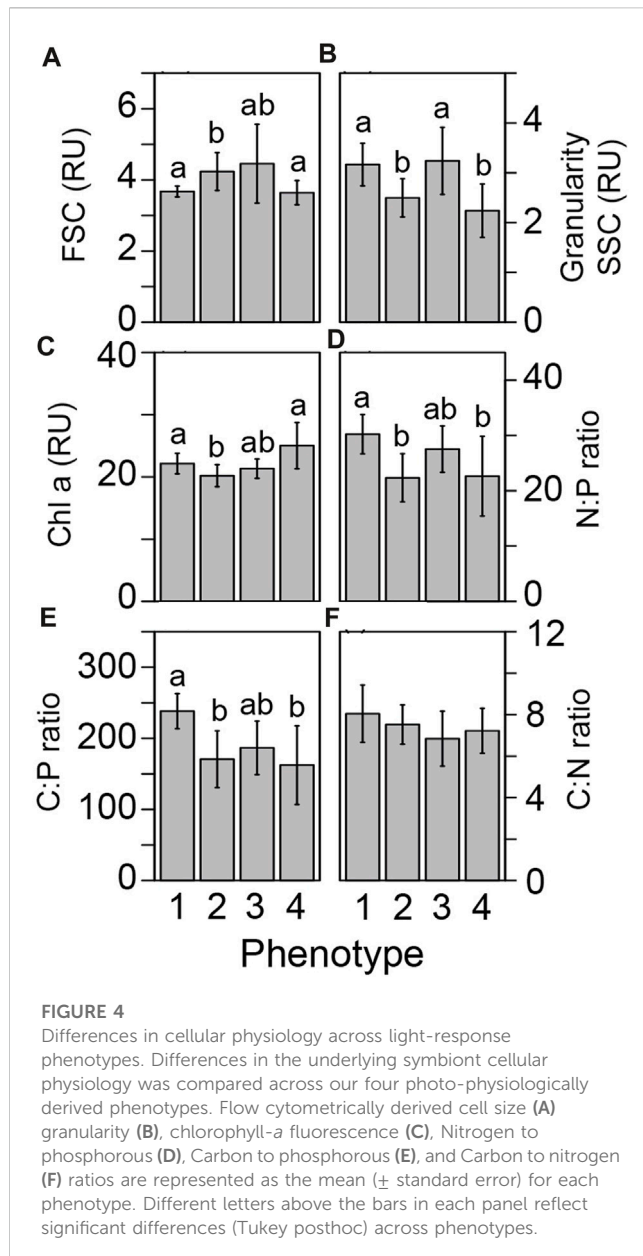 A
B
6
4
2
0
FSC (RU)
a
b
ab
a
a
b
a
b
4
2
0
Granularity
SSC (RU)
C
D
40
20
0
Chl a (RU)
a
b
ab
a
a
b
ab
b
40
20
0
N:P ratio
E
F
300
200
100
0
C:P ratio
a
b
ab
b
12
8
4
0
C:N ratio
1 2 3 4 1 2 3 4
Phenotype
FIGURE 4
Differences in cellular physiology across light-response
phenotypes. Differences in the underlying symbiont cellular
physiology was compared across our four photo-physiologically
derived phenotypes. Flow cytometrically derived cell size (A)
granularity (B), chlorophyll-a fluorescence (C), Nitrogen to
phosphorous (D), Carbon to phosphorous (E), and Carbon to nitrogen
(F) ratios are represented as the mean (± standard error) for each
phenotype. Different letters above the bars in each panel reflect
significant differences (Tukey posthoc) across phenotypes.